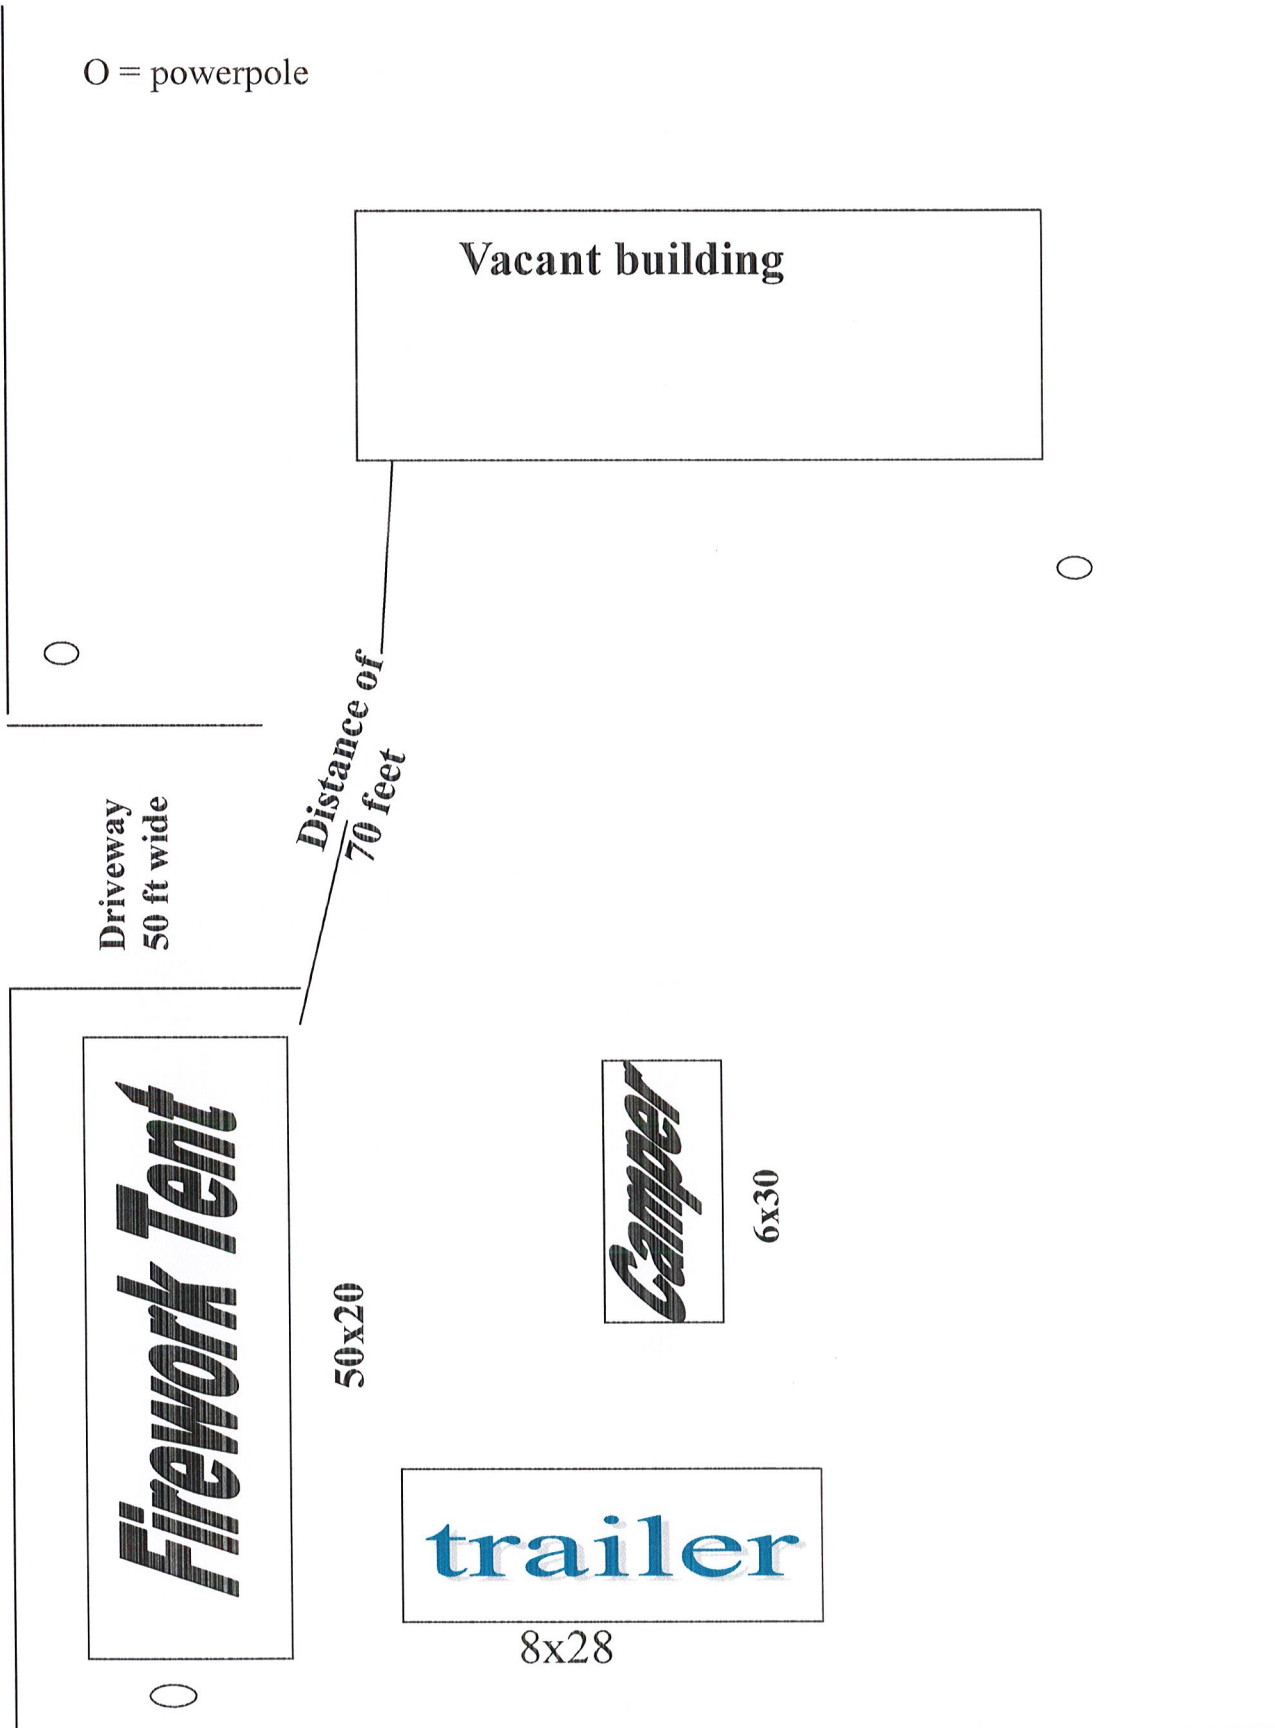 O = powerpole
Vacant building
Distance of
70 feet
Driveway
50 ft wide
Firework Tent
50x20
Camper
6x30
trailer
8x28